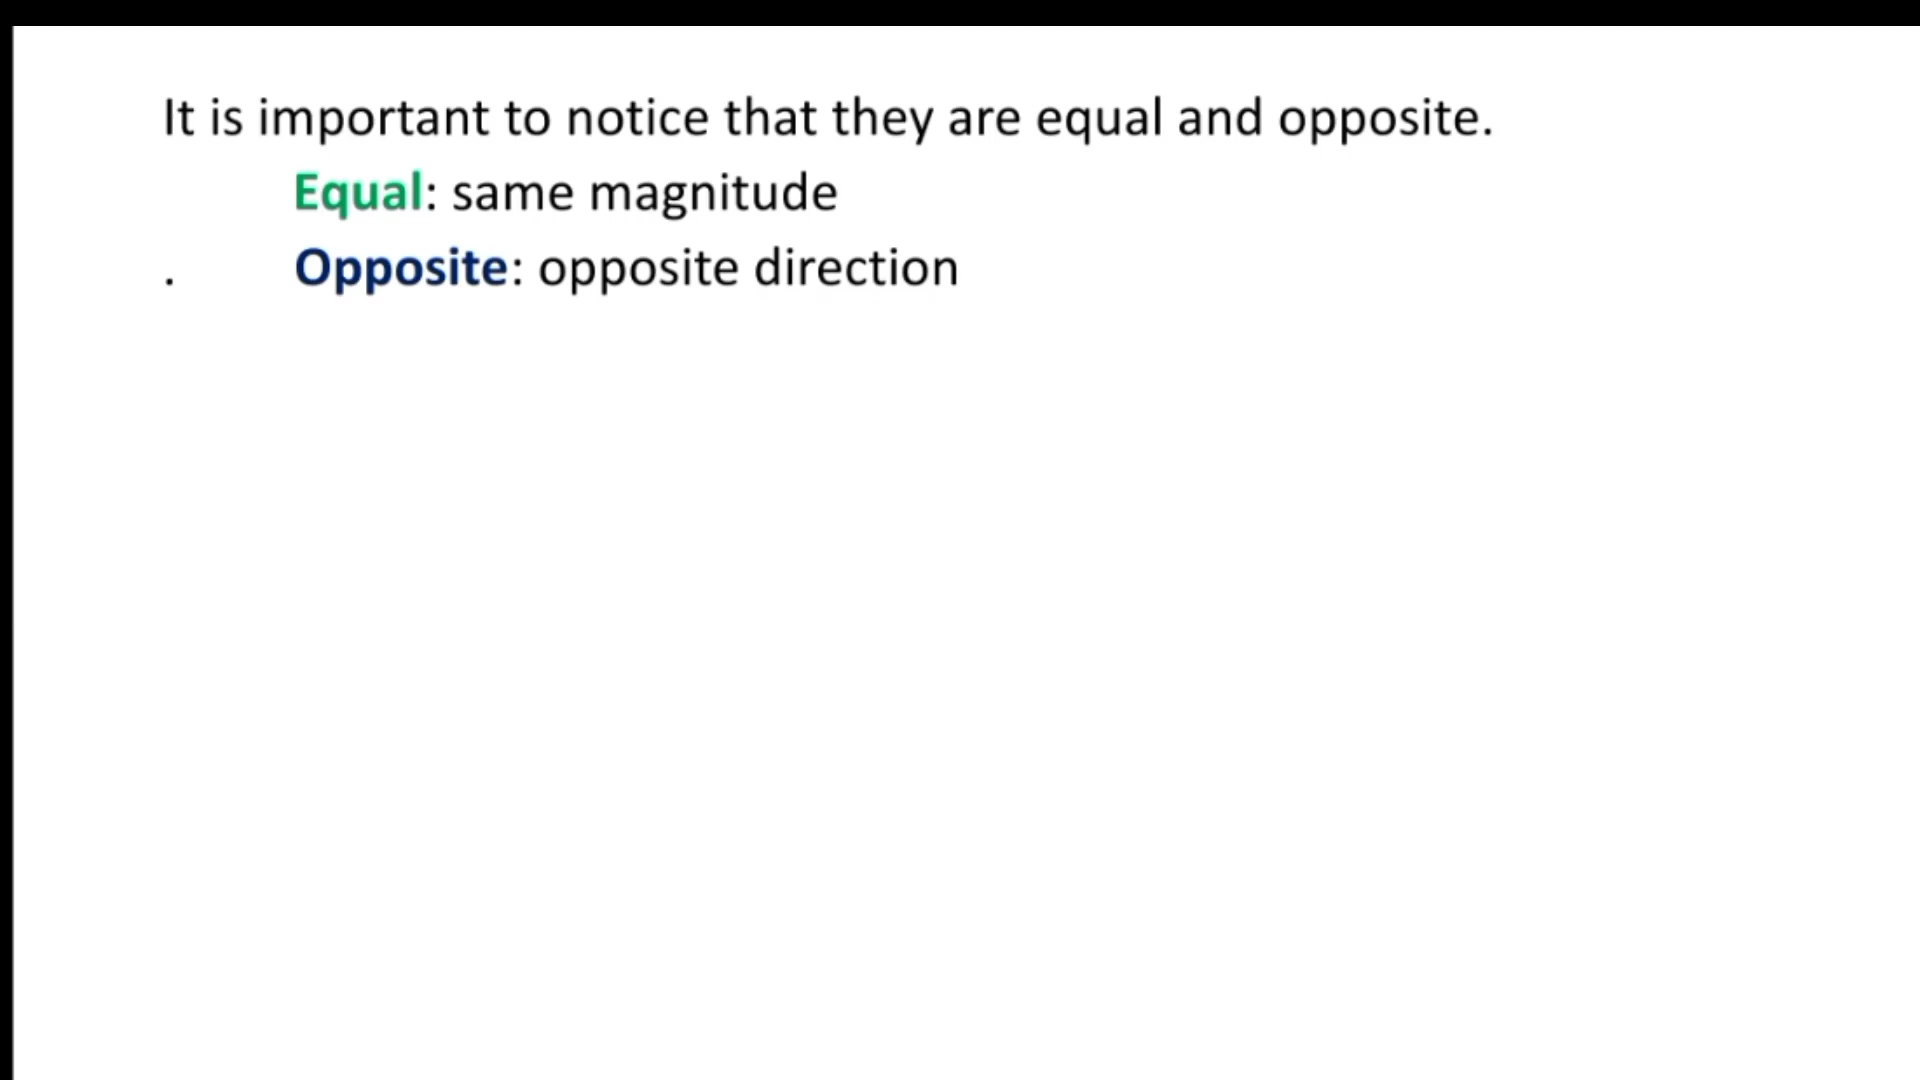 It is important to notice that they are equal and opposite.
Equal: same magnitude
. Opposite: opposite direction